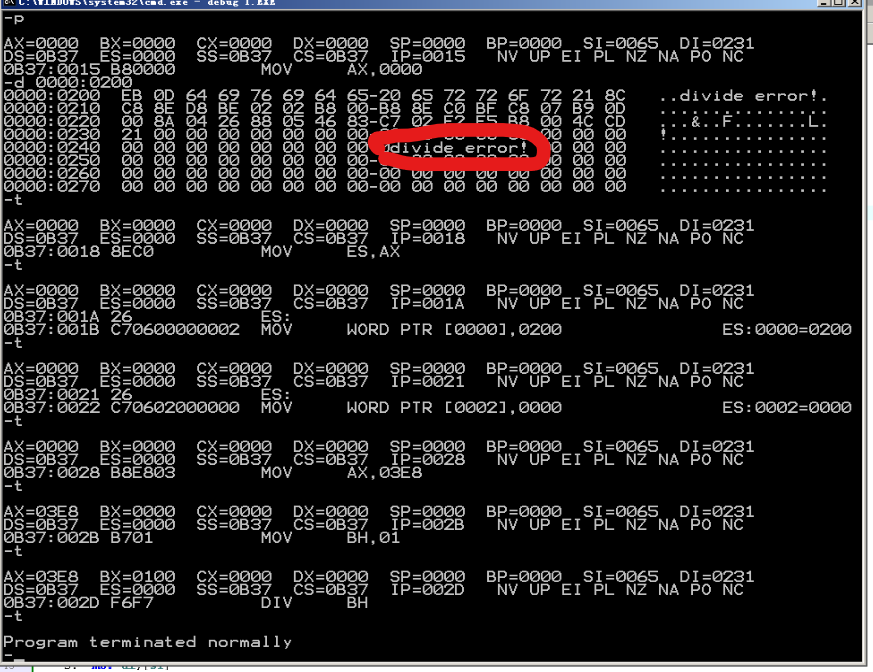 C:\WINDOWS\system32\cmd.exe - debug 1.EXE
-p
AX=0000 BX=0000 CX=0000 DX=0000 SP=0000 BP=0000 SI=0065 DI=0231
DS=0B37 ES=0000 SS=0B37 CS=0B37 IP=0015 NV UP EI PL NZ NA PO NC
0B37:0015 B80000 MOV AX,0000
-d 0000:0200
0000:0200 EB 0D 64 69 76 69 64 65-20 65 72 72 6F 72 21 8C ..divide error!.
0000:0210 C8 8E D8 BE 02 02 B8 00-B8 8E C0 BF C8 07 B9 0D ................
0000:0220 00 8A 04 26 88 05 46 83-C7 02 E2 F5 B8 00 4C CD ...&..F.......L.
0000:0230 21 00 00 00 00 00 00 00 00 00 00 !...............
0000:0240 00 00 00 00 00 00 00 00 0divide error! 00 00 00 ................
0000:0250 00 00 00 00 00 00 00 00-00 00 00 00 00 00 00 ................
0000:0260 00 00 00 00 00 00 00 00-00 00 00 00 00 00 00 00 ................
0000:0270 00 00 00 00 00 00 00 00-00 00 00 00 00 00 00 00 ................
-t
AX=0000 BX=0000 CX=0000 DX=0000 SP=0000 BP=0000 SI=0065 DI=0231
DS=0B37 ES=0000 SS=0B37 CS=0B37 IP=0018 NV UP EI PL NZ NA PO NC
0B37:0018 8EC0 MOV ES,AX
-t
AX=0000 BX=0000 CX=0000 DX=0000 SP=0000 BP=0000 SI=0065 DI=0231
DS=0B37 ES=0000 SS=0B37 CS=0B37 IP=001A NV UP EI PL NZ NA PO NC
0B37:001A 26 ES:
0B37:001B C70600000002 MOV WORD PTR [0000],0200 ES:0000=0200
-t
AX=0000 BX=0000 CX=0000 DX=0000 SP=0000 BP=0000 SI=0065 DI=0231
DS=0B37 ES=0000 SS=0B37 CS=0B37 IP=0021 NV UP EI PL NZ NA PO NC
0B37:0021 26 ES:
0B37:0022 C70602000000 MOV WORD PTR [0002],0000 ES:0002=0000
-t
AX=0000 BX=0000 CX=0000 DX=0000 SP=0000 BP=0000 SI=0065 DI=0231
DS=0B37 ES=0000 SS=0B37 CS=0B37 IP=0028 NV UP EI PL NZ NA PO NC
0B37:0028 B8E803 MOV AX,03E8
-t
AX=03E8 BX=0000 CX=0000 DX=0000 SP=0000 BP=0000 SI=0065 DI=0231
DS=0B37 ES=0000 SS=0B37 CS=0B37 IP=002B NV UP EI PL NZ NA PO NC
0B37:002B B701 MOV BH,01
-t
AX=03E8 BX=0100 CX=0000 DX=0000 SP=0000 BP=0000 SI=0065 DI=0231
DS=0B37 ES=0000 SS=0B37 CS=0B37 IP=002D NV UP EI PL NZ NA PO NC
0B37:002D F6F7 DIV BH
-t
Program terminated normally
-